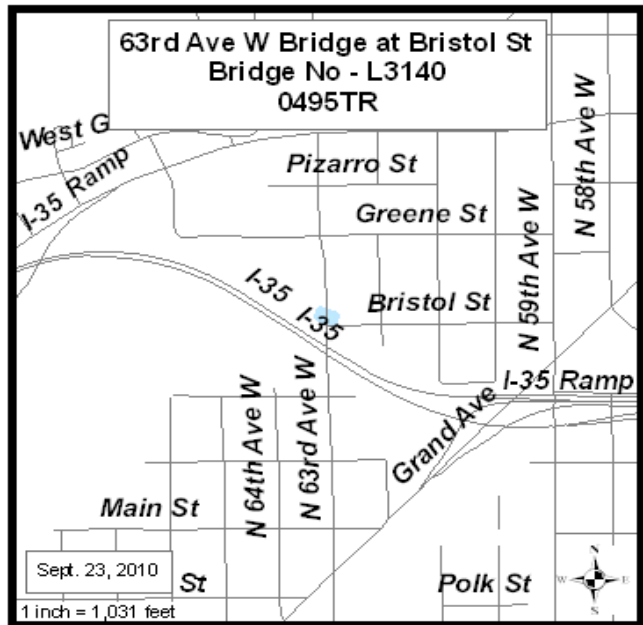 63rd Ave W Bridge at Bristol St
Bridge No - L3140
0495TR
West G
I-35 Ramp
Pizarro St
Greene St
N 58th Ave W
N 59th Ave W
I-35
I-35
Bristol St
I-35 Ramp
Grand Ave
N 64th Ave W
N 63rd Ave W
Main St
Sept. 23, 2010
St
Polk St
N
W E
S
1 inch = 1,031 feet